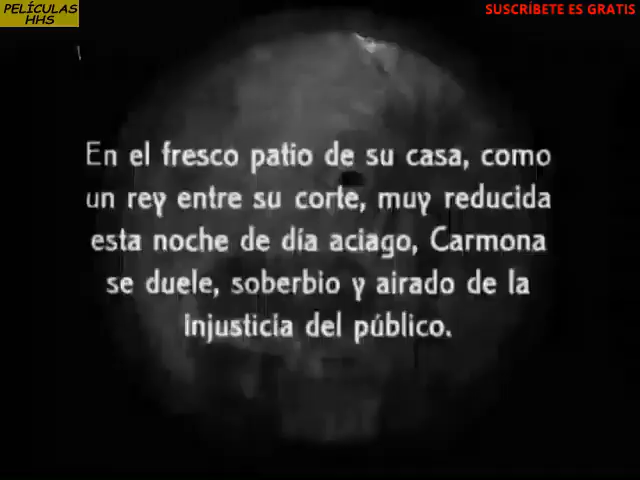 PELÍCULAS
HHS
SUSCRÍBETE ES GRATIS
En el fresco patio de su casa, como
un rey entre su corte, muy reducida
esta noche de día aciago, Carmona
se duele, soberbio y airado de la
injusticia del público.